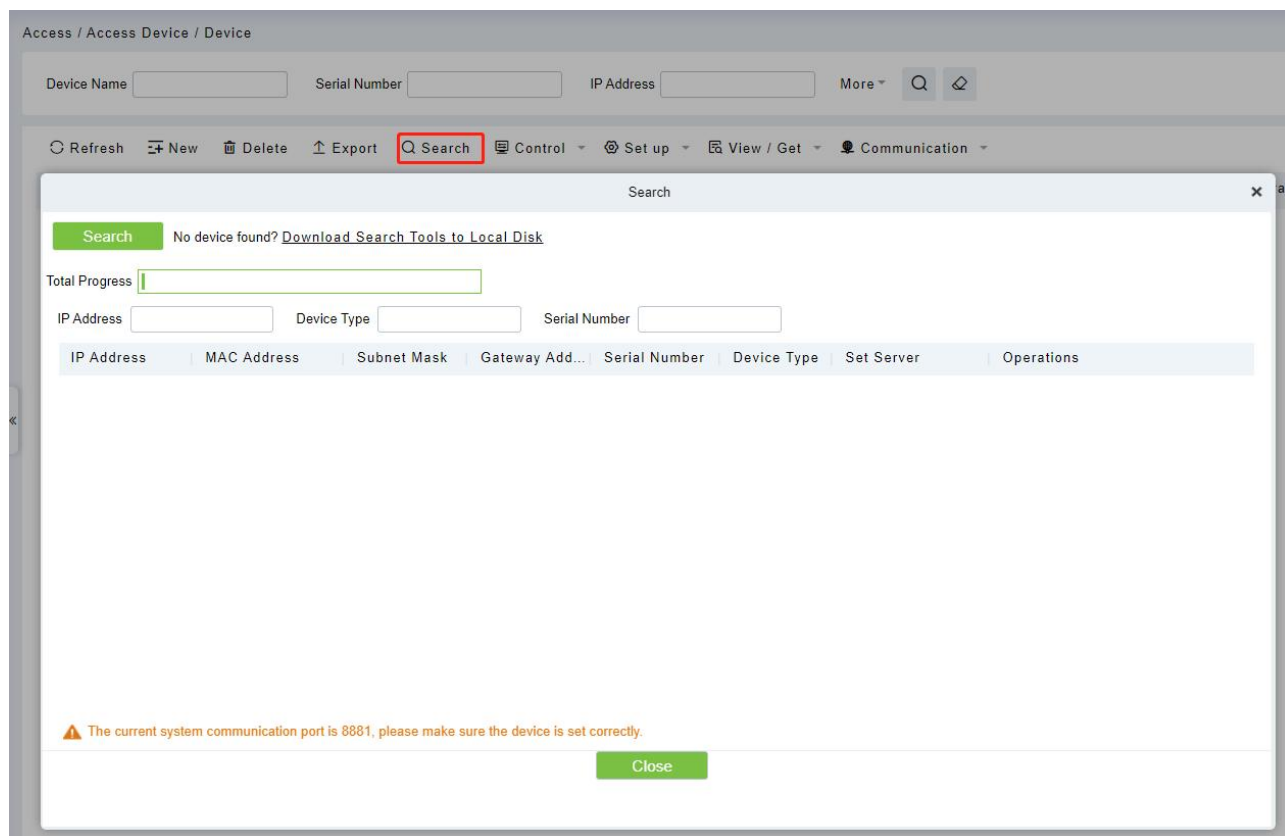 Access / Access Device / Device
Device Name Serial Number IP Address More
Refresh New Delete Export Search Control Set up View / Get Communication
Search
Search No device found? Download Search Tools to Local Disk
Total Progress
IP Address Device Type Serial Number
IP Address MAC Address Subnet Mask Gateway Add... Serial Number Device Type Set Server Operations
The current system communication port is 8881, please make sure the device is set correctly.
Close